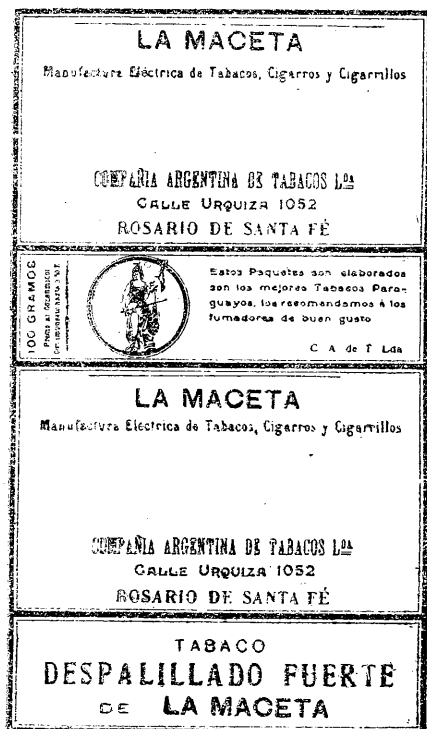 LA MACETA
Manufactura Eléctrica de Tabacos, Cigarros y Cigarrillos
COMPAÑIA ARGENTINA DE TABACOS LDA
CALLE URQUIZA 1052
ROSARIO DE SANTA FÉ
100 GRAMOS
Estos Paquetes son elaborados
son los mejores Tabacos Para-
guayos, los recomendamos á los
fumadores de buen gusto
C. A. de T. Lda
LA MACETA
Manufactura Eléctrica de Tabacos, Cigarros y Cigarrillos
COMPAÑIA ARGENTINA DE TABACOS LDA
CALLE URQUIZA 1052
ROSARIO DE SANTA FÉ
TABACO
DESPALILLADO FUERTE
DE LA MACETA